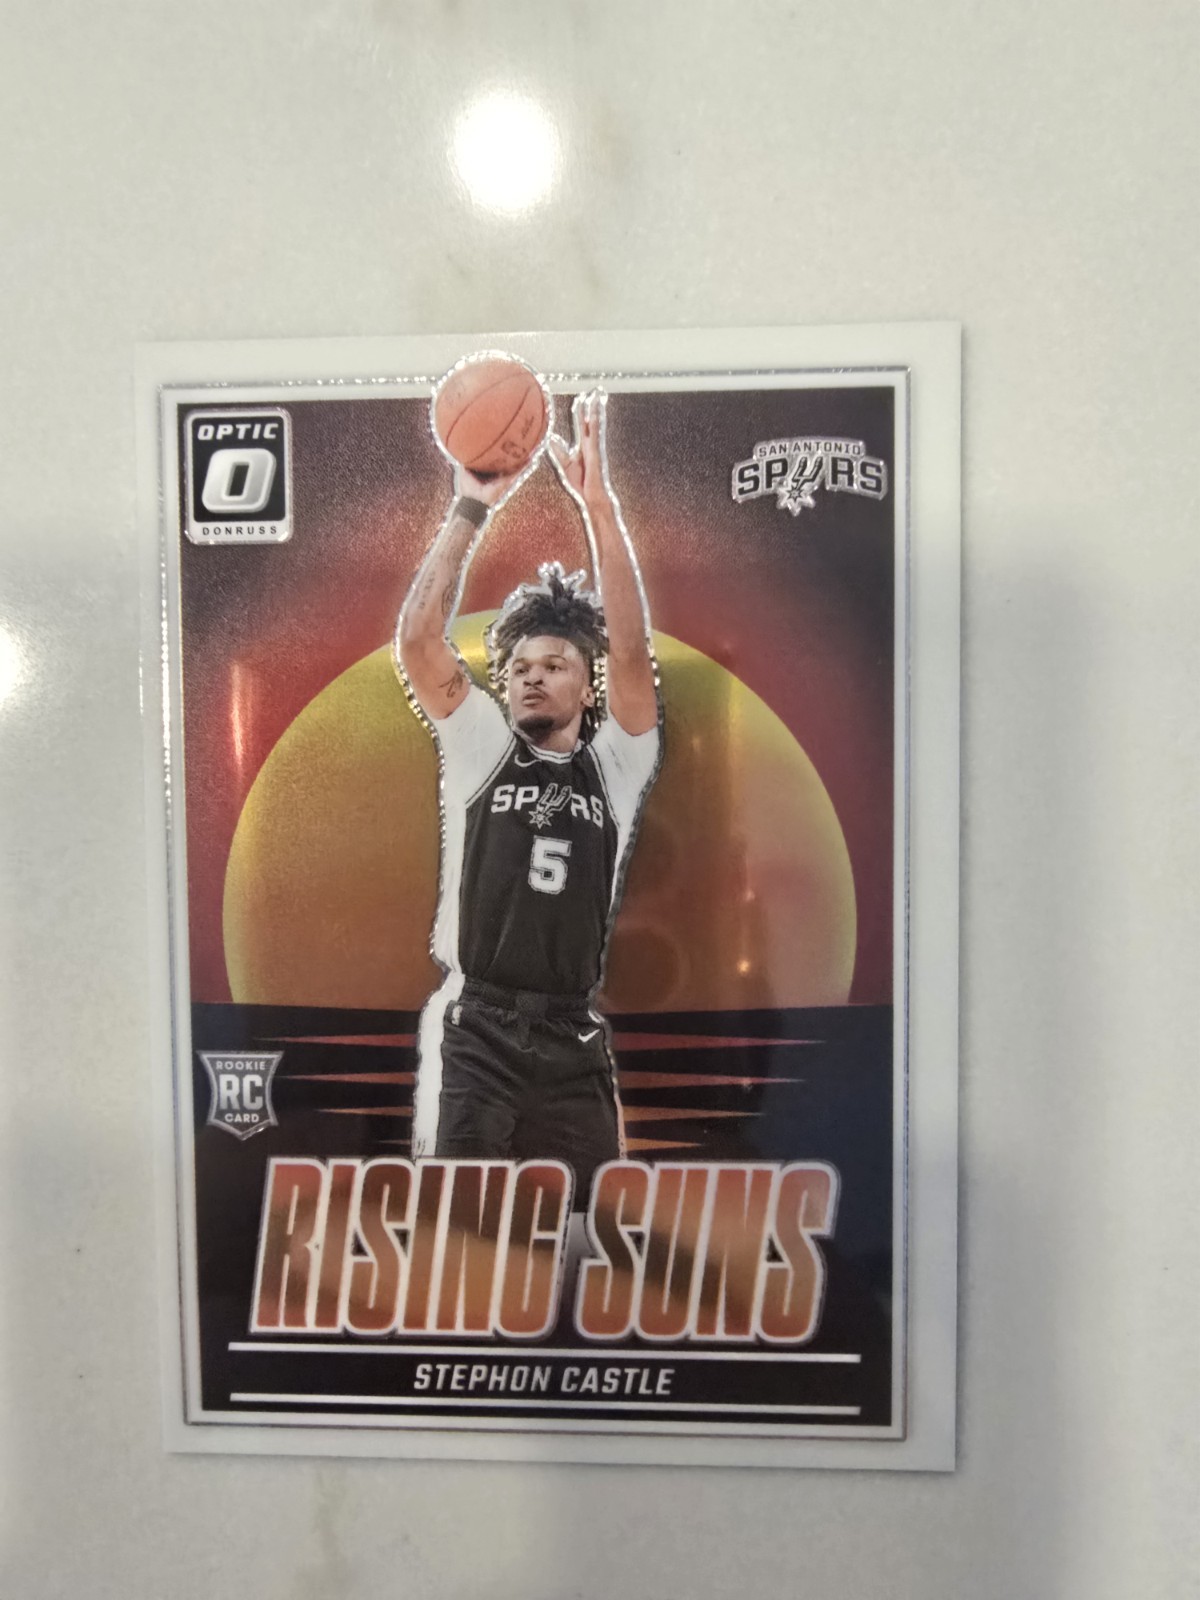 OPTIC
O
DONRUSS
SAN ANTONIO
SPURS
SPURS
5
ROOKIE
RC
CARD
RISING SUNS
STEPHON CASTLE